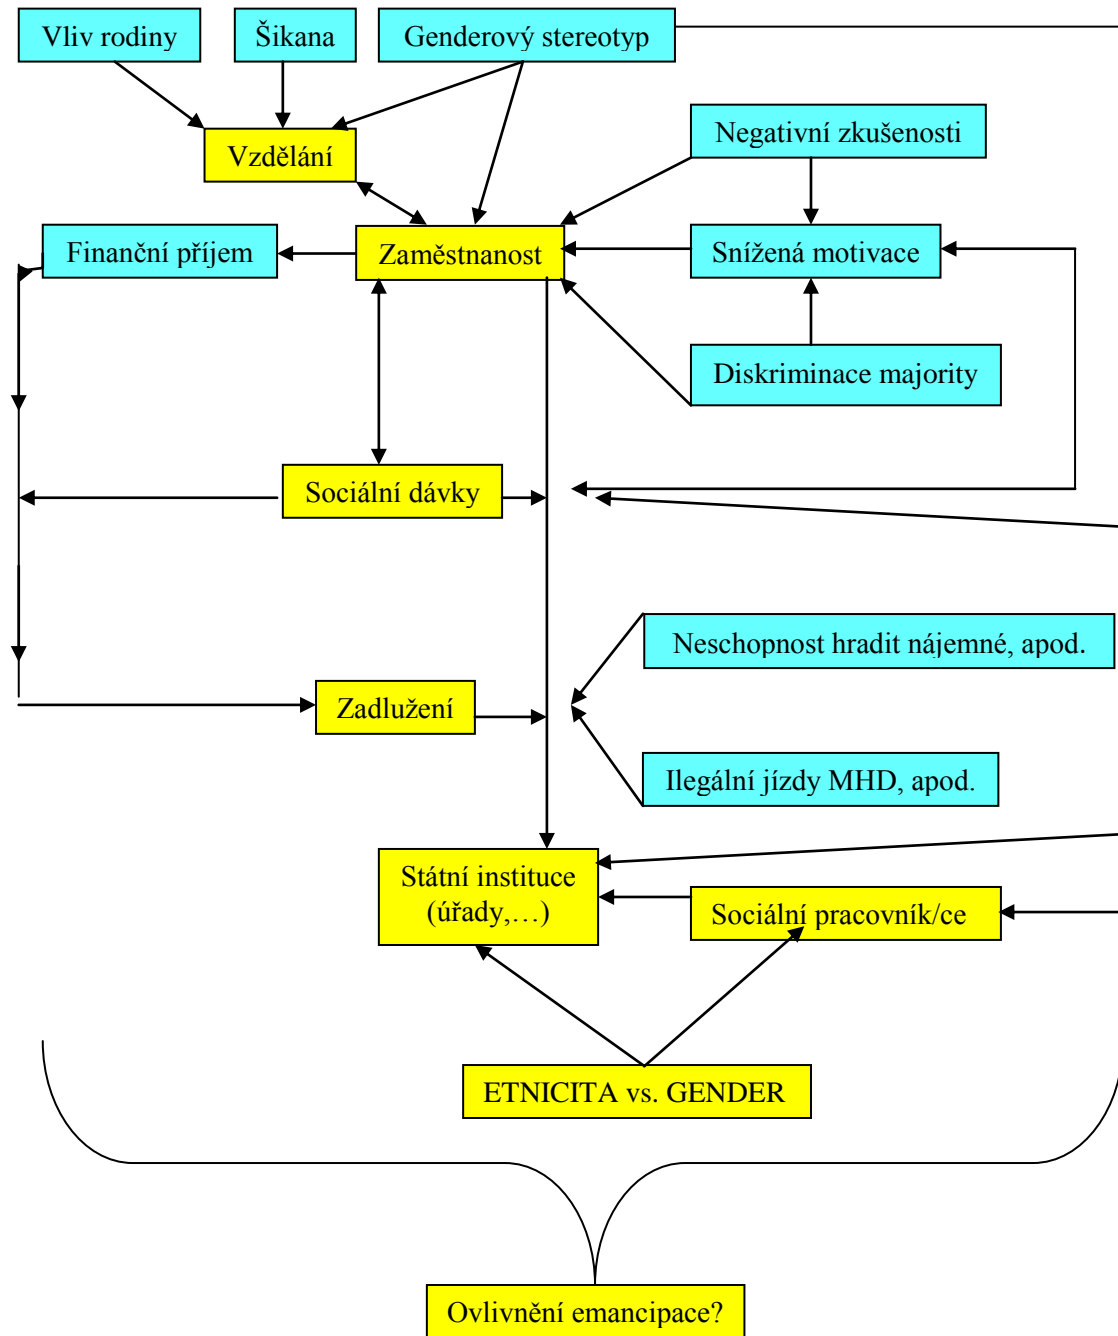 Vliv rodiny
Šikana
Genderový stereotyp
Negativní zkušenosti
Vzdělání
Finanční příjem
Zaměstnanost
Snížená motivace
Diskriminace majority
Sociální dávky
Neschopnost hradit nájemné, apod.
Zadlužení
Ilegální jízdy MHD, apod.
Státní instituce
(úřady,…)
Sociální pracovník/ce
ETNICITA vs. GENDER
Ovlivnění emancipace?